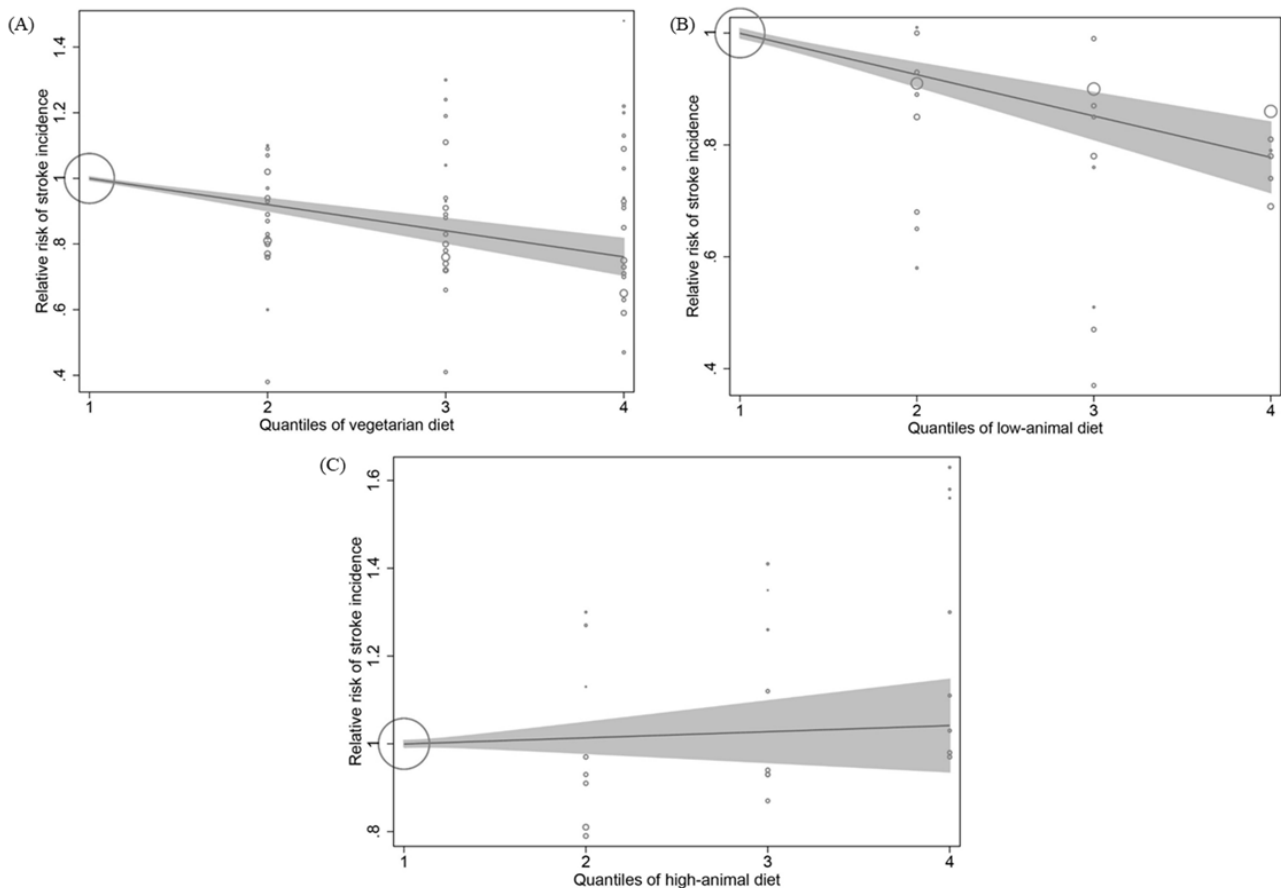 (A)
Relative risk of stroke incidence
1.4
1.2
1
.8
.6
.4
1 2 3 4
Quantiles of vegetarian diet
(B)
Relative risk of stroke incidence
1
.8
.6
.4
1 2 3 4
Quantiles of low-animal diet
(C)
Relative risk of stroke incidence
1.6
1.4
1.2
1
.8
1 2 3 4
Quantiles of high-animal diet